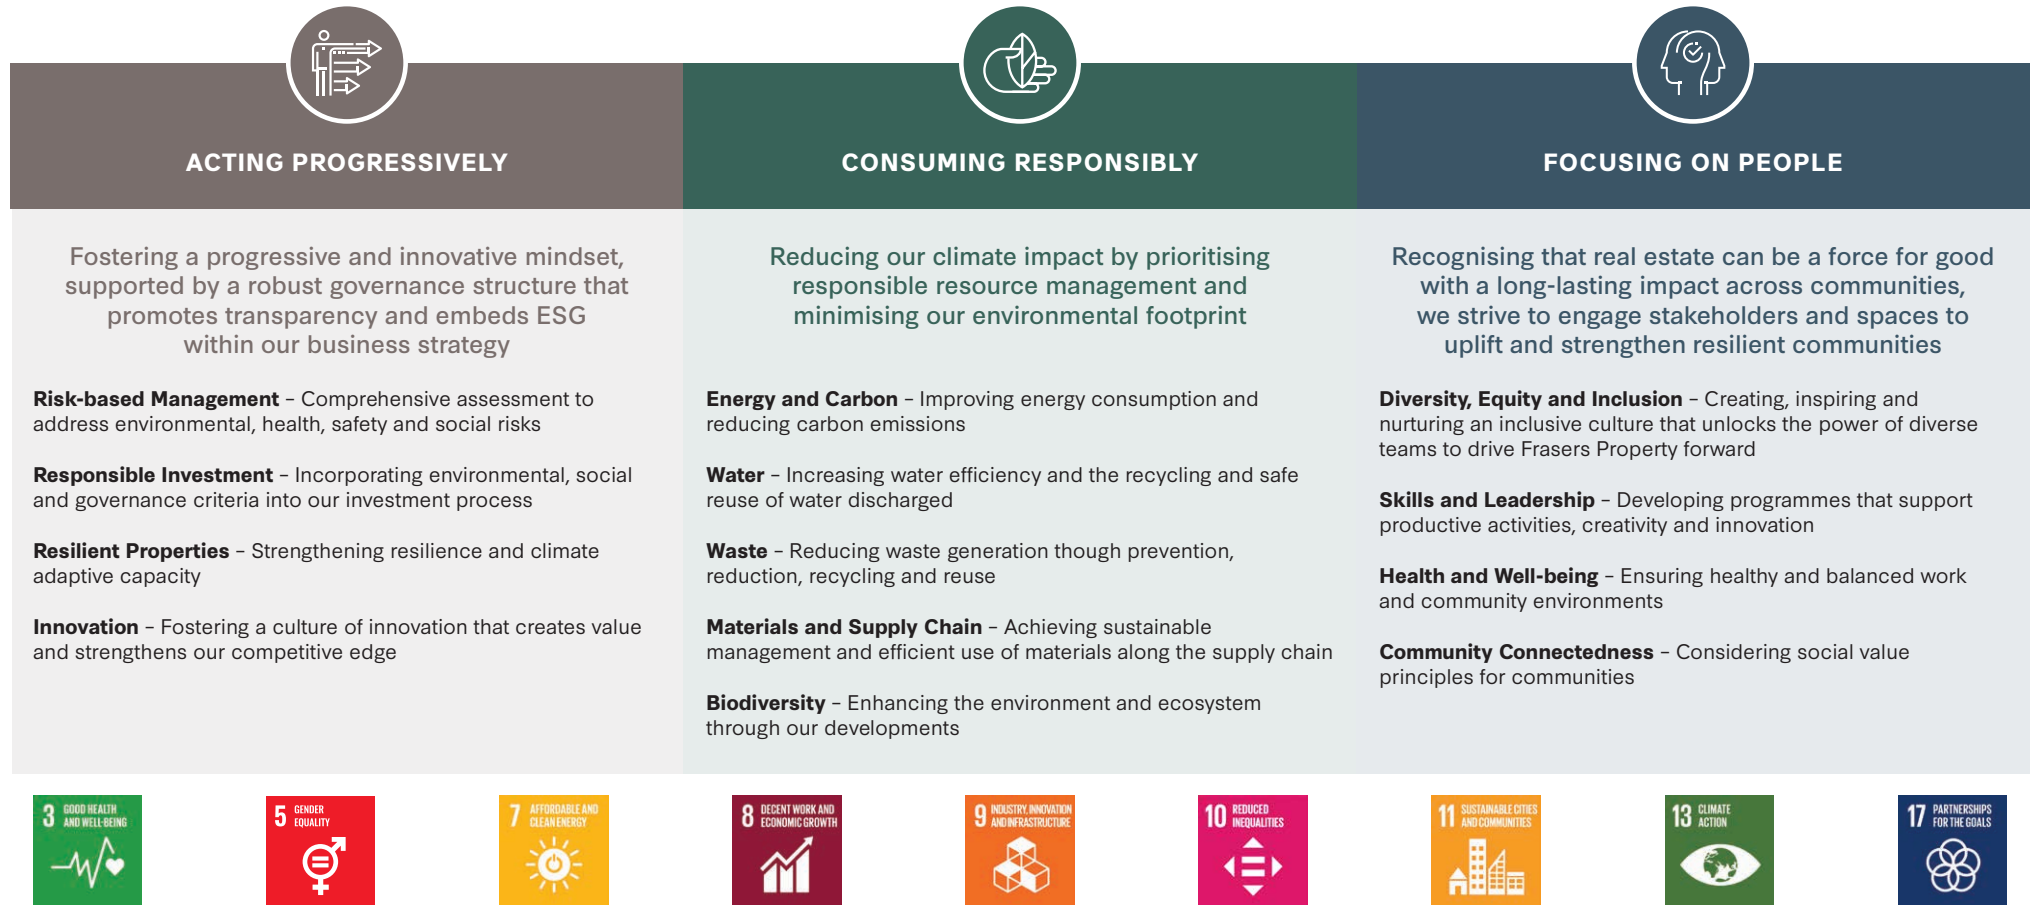 ACTING PROGRESSIVELY
Fostering a progressive and innovative mindset,
supported by a robust governance structure that
promotes transparency and embeds ESG
within our business strategy
Risk-based Management – Comprehensive assessment to
address environmental, health, safety and social risks
Responsible Investment – Incorporating environmental, social
and governance criteria into our investment process
Resilient Properties – Strengthening resilience and climate
adaptive capacity
Innovation – Fostering a culture of innovation that creates value
and strengthens our competitive edge
CONSUMING RESPONSIBLY
Reducing our climate impact by prioritising
responsible resource management and
minimising our environmental footprint
Energy and Carbon – Improving energy consumption and
reducing carbon emissions
Water – Increasing water efficiency and the recycling and safe
reuse of water discharged
Waste – Reducing waste generation though prevention,
reduction, recycling and reuse
Materials and Supply Chain – Achieving sustainable
management and efficient use of materials along the supply chain
Biodiversity – Enhancing the environment and ecosystem
through our developments
FOCUSING ON PEOPLE
Recognising that real estate can be a force for good
with a long-lasting impact across communities,
we strive to engage stakeholders and spaces to
uplift and strengthen resilient communities
Diversity, Equity and Inclusion – Creating, inspiring and
nurturing an inclusive culture that unlocks the power of diverse
teams to drive Frasers Property forward
Skills and Leadership – Developing programmes that support
productive activities, creativity and innovation
Health and Well-being – Ensuring healthy and balanced work
and community environments
Community Connectedness – Considering social value
principles for communities
3 GOOD HEALTH
AND WELL-BEING
5 GENDER
EQUALITY
7 AFFORDABLE AND
CLEAN ENERGY
8 DECENT WORK AND
ECONOMIC GROWTH
9 INDUSTRY, INNOVATION
AND INFRASTRUCTURE
10 REDUCED
INEQUALITIES
11 SUSTAINABLE CITIES
AND COMMUNITIES
13 CLIMATE
ACTION
17 PARTNERSHIPS
FOR THE GOALS